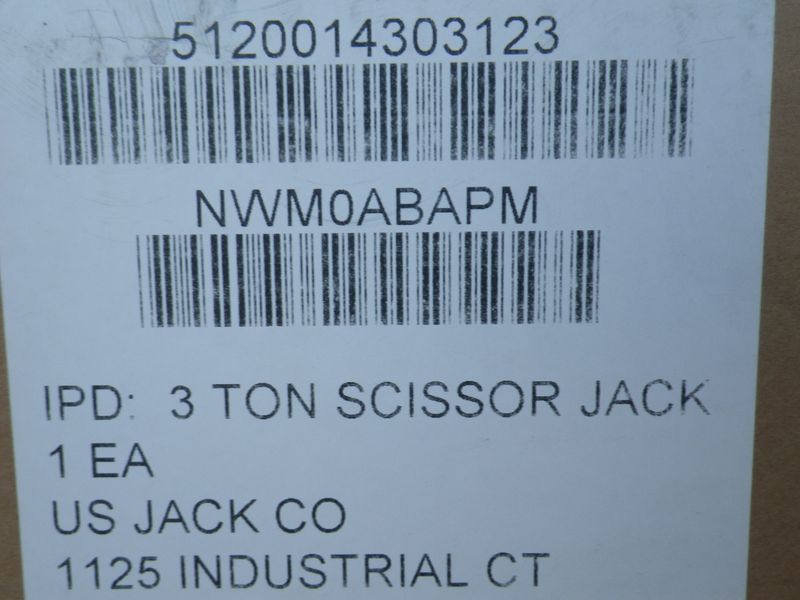 5120014303123
NWM0ABAPM
IPD: 3 TON SCISSOR JACK
1 EA
US JACK CO
1125 INDUSTRIAL CT